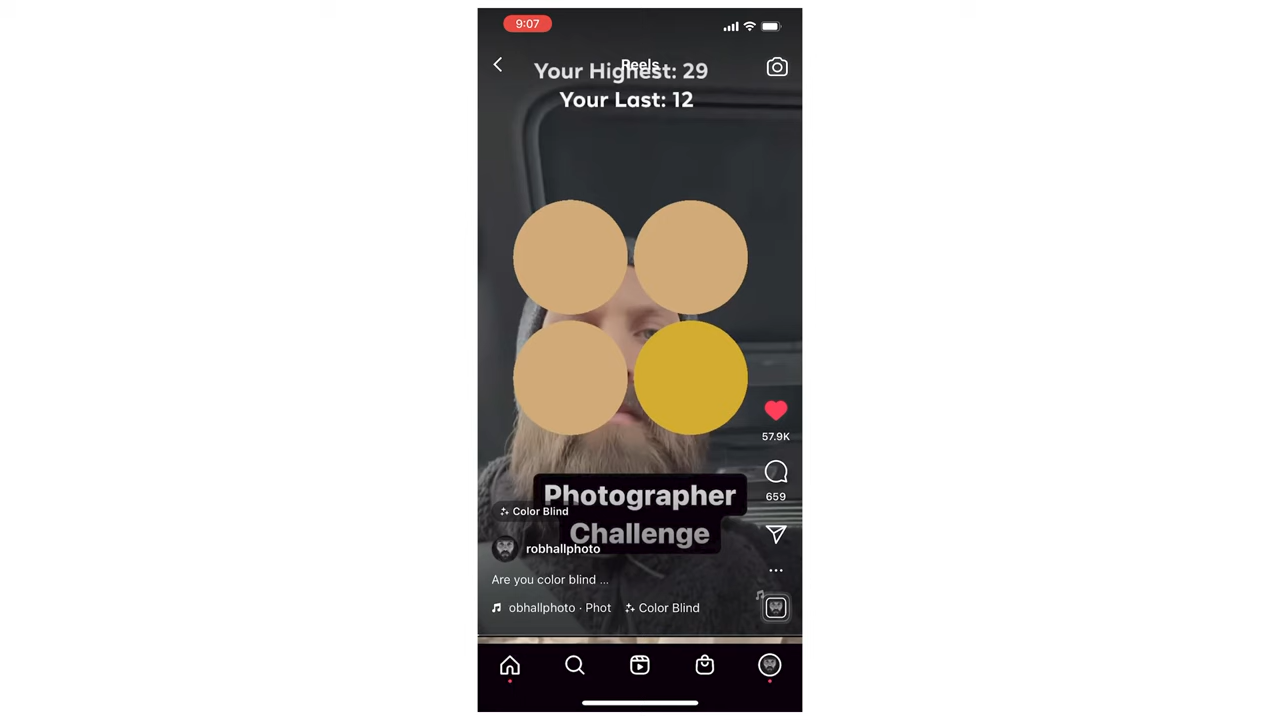 9:07
Reels
Your Highest: 29
Your Last: 12
57.9K
659
Photographer
Challenge
Color Blind
robhallphoto
Are you color blind ...
obhallphoto · Phot
Color Blind